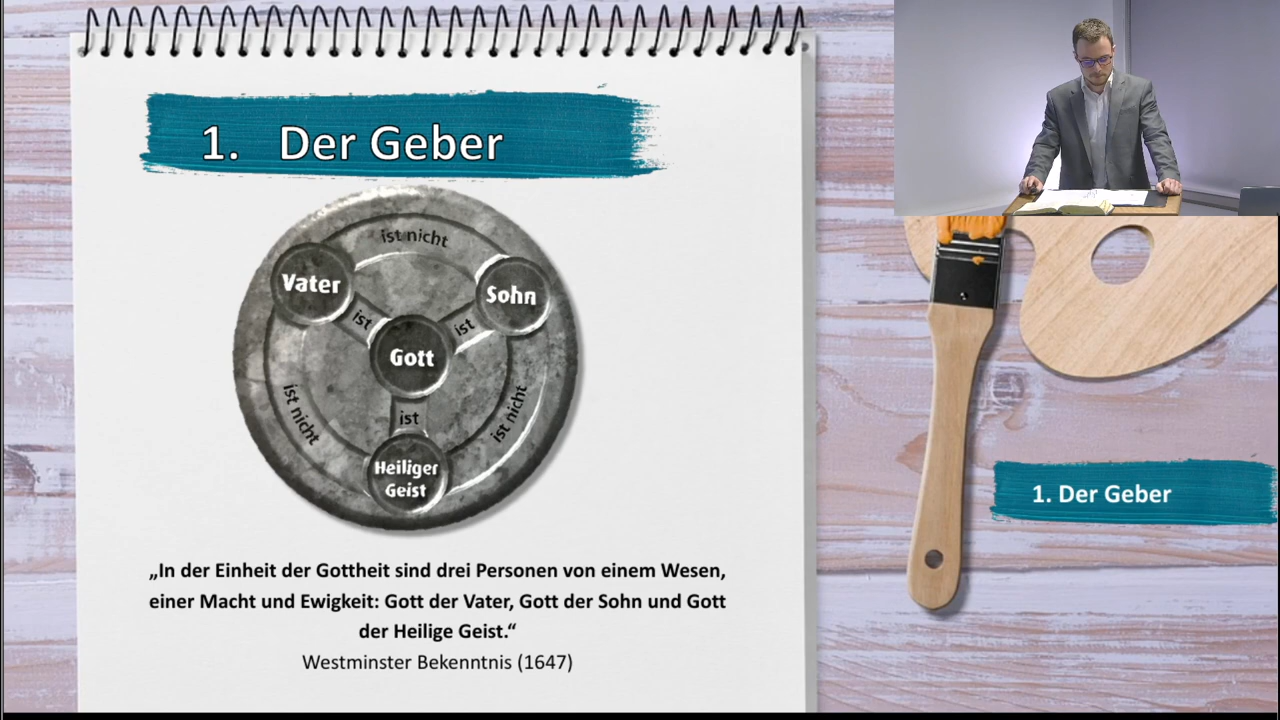 1. Der Geber
ist nicht
Vater
Sohn
ist
ist
Gott
ist nicht
ist nicht
ist
Heiliger
Geist
„In der Einheit der Gottheit sind drei Personen von einem Wesen,
einer Macht und Ewigkeit: Gott der Vater, Gott der Sohn und Gott
der Heilige Geist.“
Westminster Bekenntnis (1647)
1. Der Geber